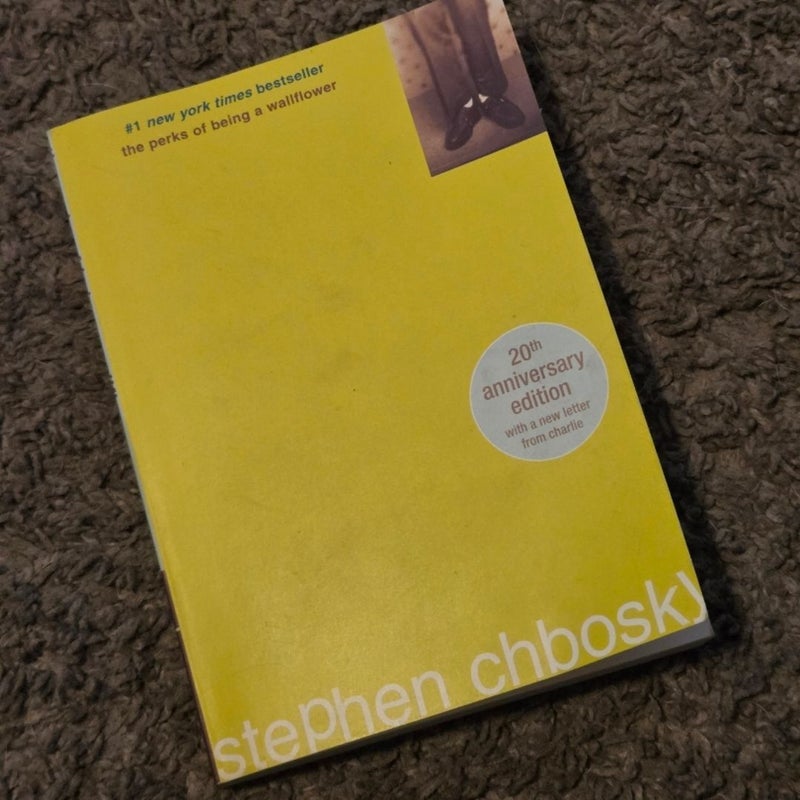 #1 new york times bestseller
the perks of being a wallflower
20th
anniversary
edition
with a new letter
from charlie
stephen chbosky